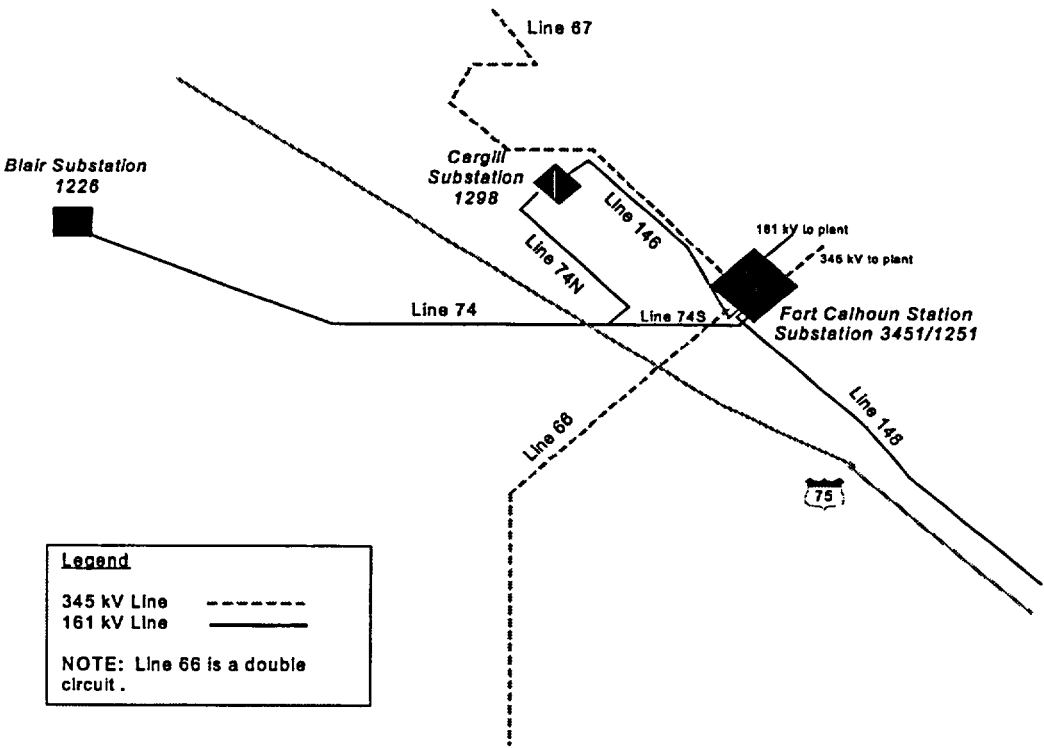 Line 67
Blair Substation
1226
Cargill
Substation
1298
Line 146
161 kV to plant
345 kV to plant
Line 74N
Line 74
Line 74S
Fort Calhoun Station
Substation 3451/1251
Line 66
Line 148
75
Legend
345 kV Line
161 kV Line
NOTE: Line 66 is a double
circuit .